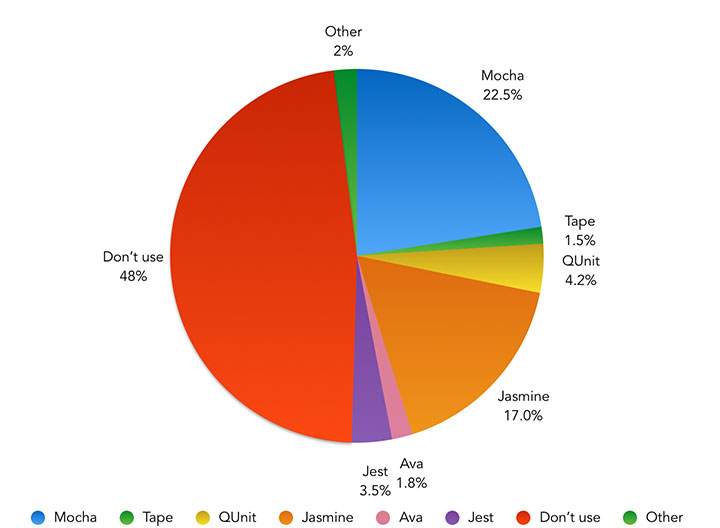 Other
2%
Mocha
22.5%
Tape
1.5%
QUnit
4.2%
Don't use
48%
Jasmine
17.0%
Ava
1.8%
Jest
3.5%
Mocha Tape QUnit Jasmine Ava Jest Don't use Other